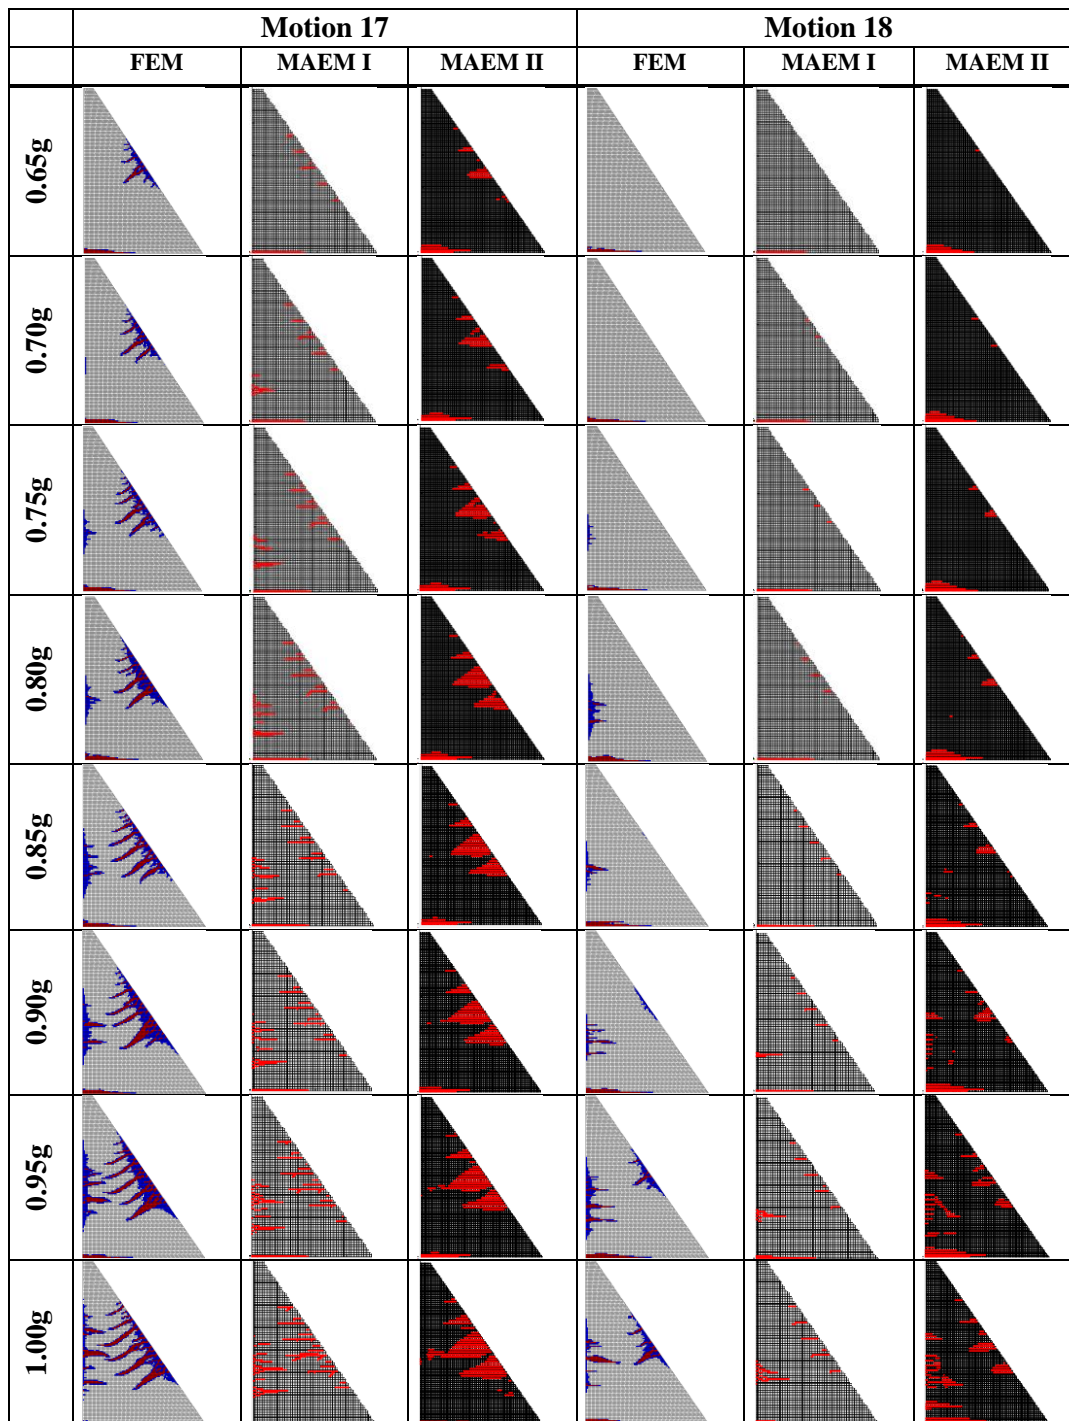 Motion 17 Motion 18
FEM MAEM I MAEM II FEM MAEM I MAEM II
0.65g
0.70g
0.75g
0.80g
0.85g
0.90g
0.95g
1.00g